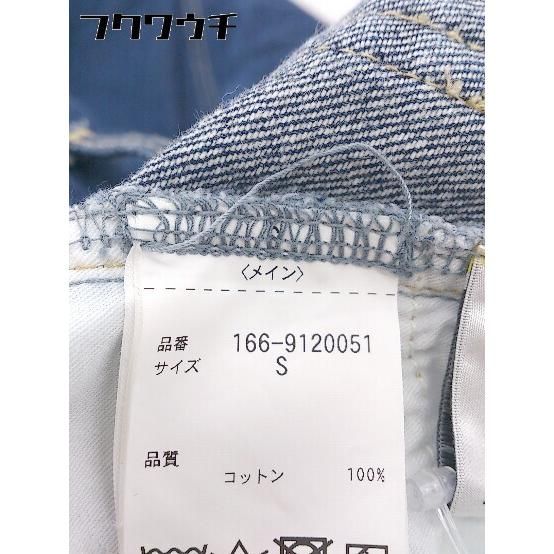 フクワウチ
〈メイン〉
品番 166-9120051
サイズ S
品質
コットン 100%